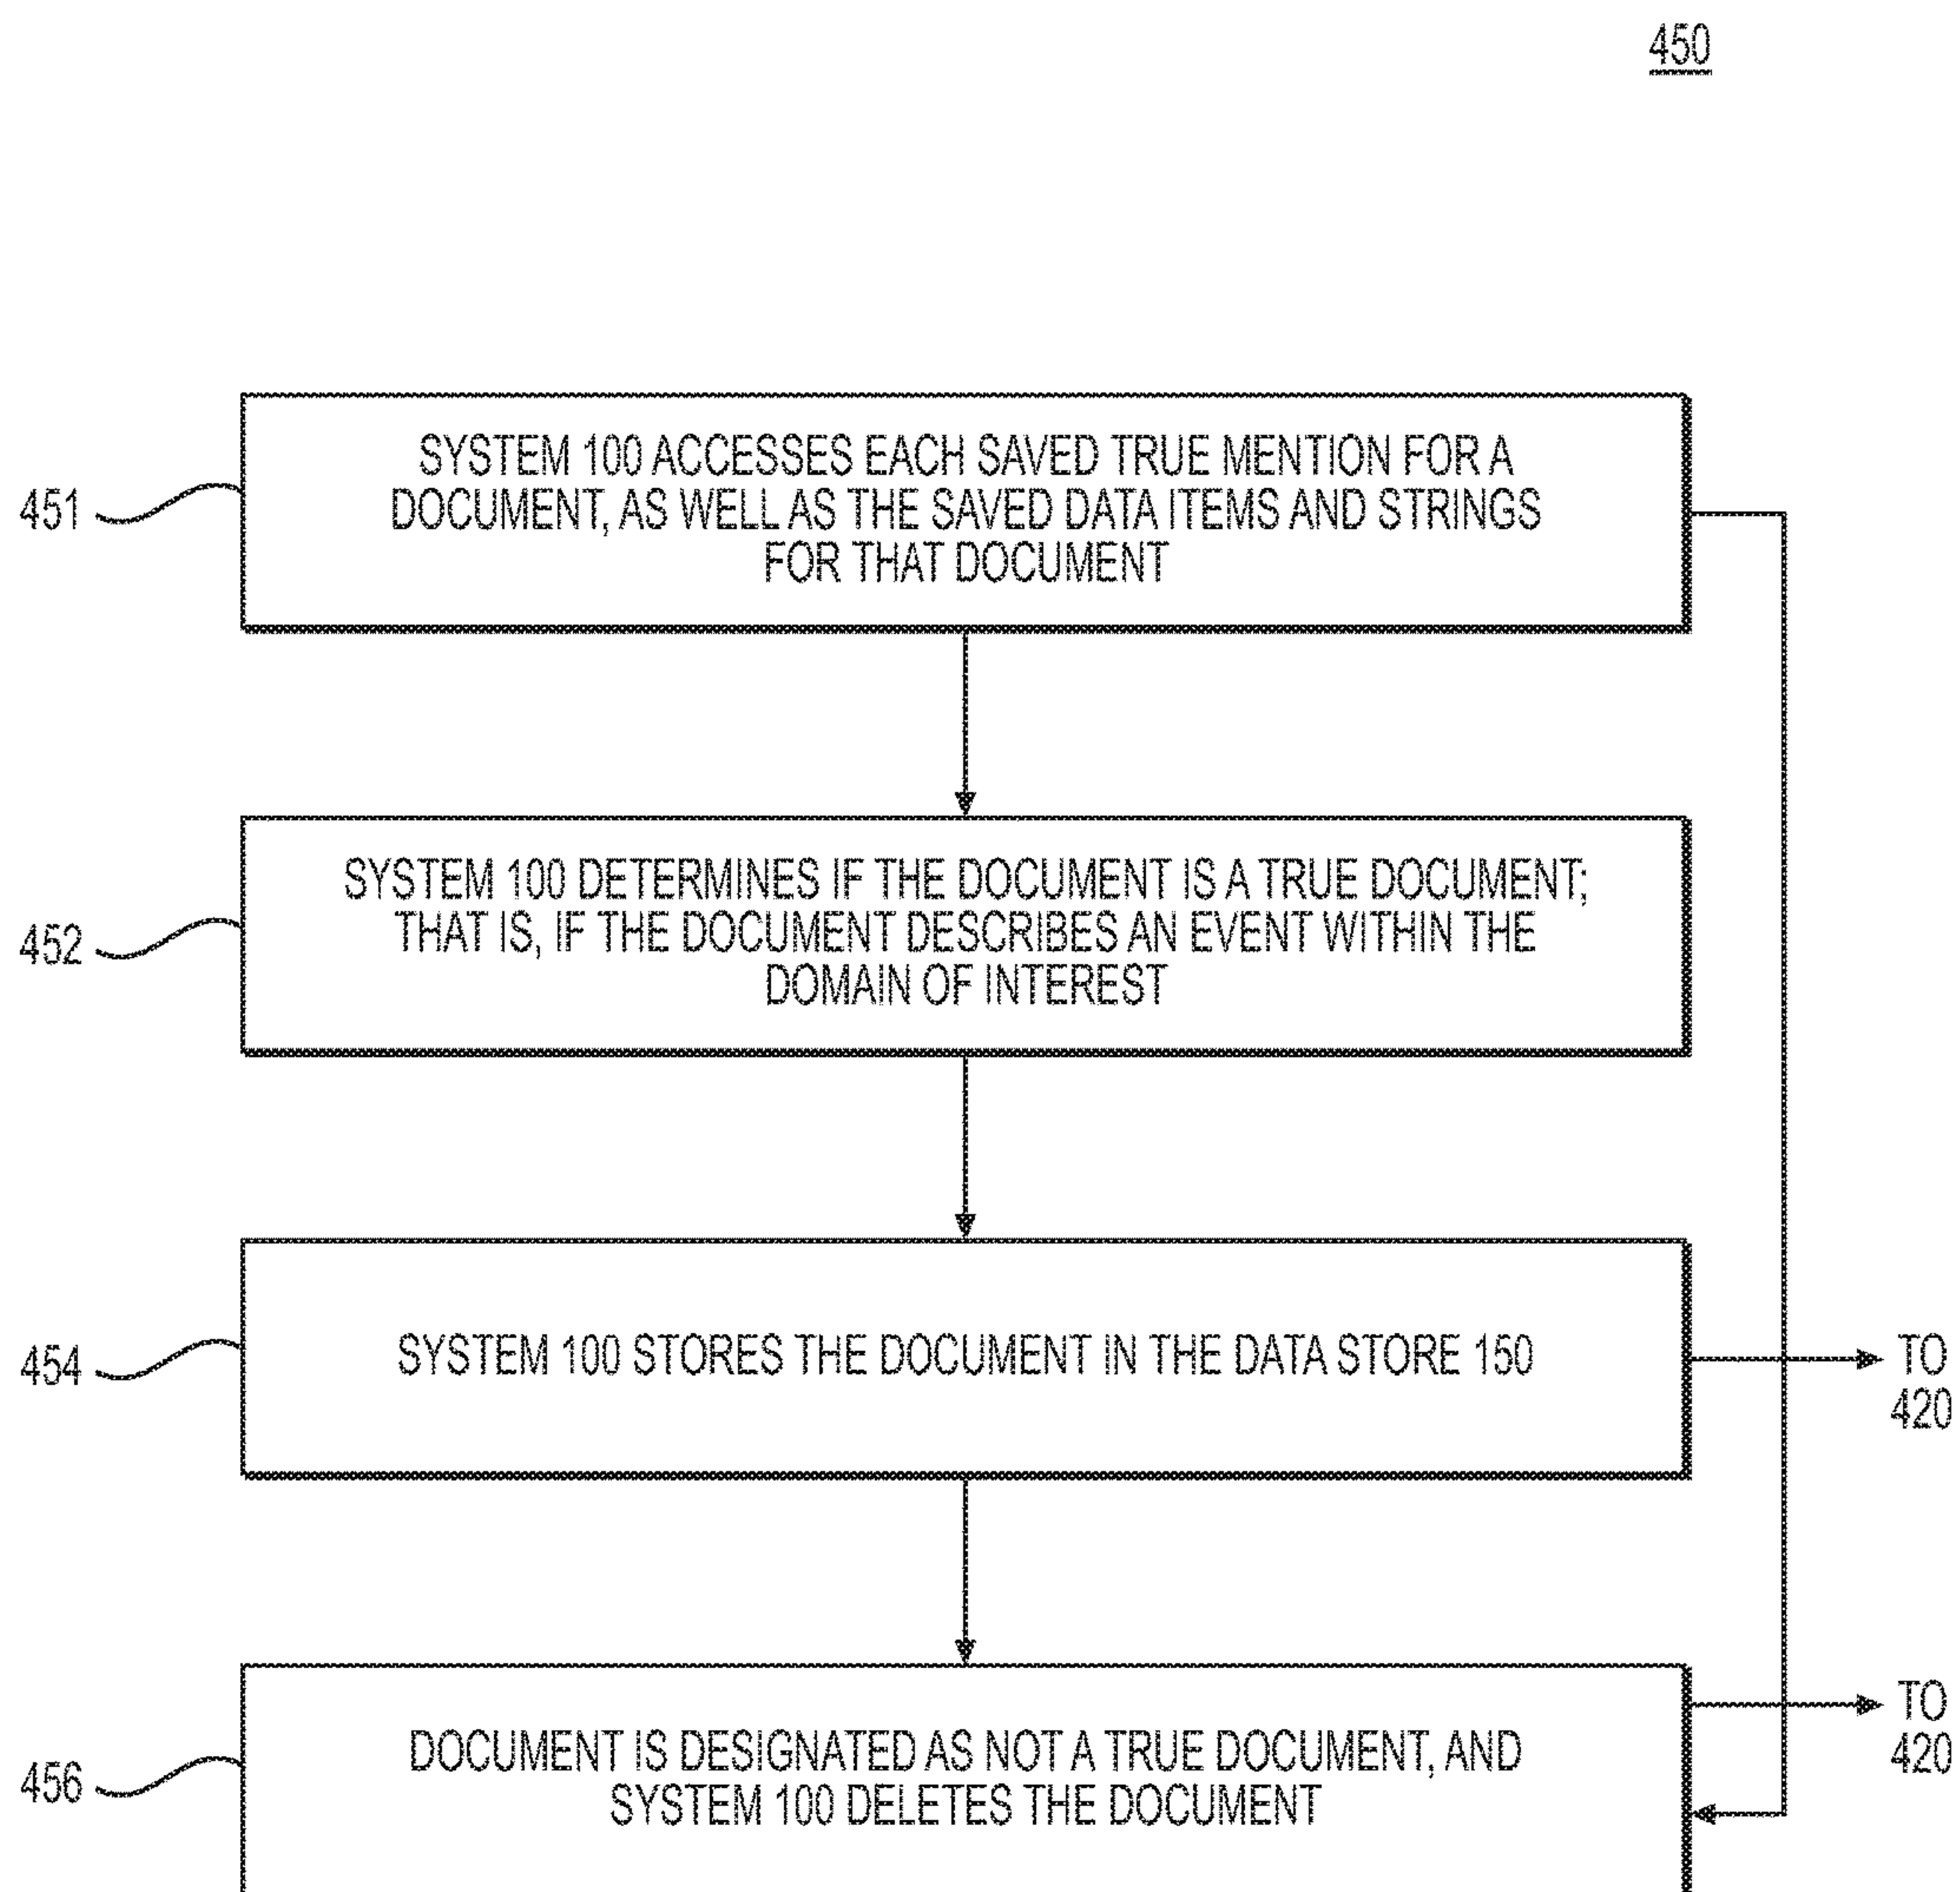 450
SYSTEM 100 ACCESSES EACH SAVED TRUE MENTION FOR A
DOCUMENT, AS WELL AS THE SAVED DATA ITEMS AND STRINGS
FOR THAT DOCUMENT
451
SYSTEM 100 DETERMINES IF THE DOCUMENT IS A TRUE DOCUMENT;
THAT IS, IF THE DOCUMENT DESCRIBES AN EVENT WITHIN THE
DOMAIN OF INTEREST
452
SYSTEM 100 STORES THE DOCUMENT IN THE DATA STORE 150
454
TO
420
DOCUMENT IS DESIGNATED AS NOT A TRUE DOCUMENT, AND
SYSTEM 100 DELETES THE DOCUMENT
456
TO
420